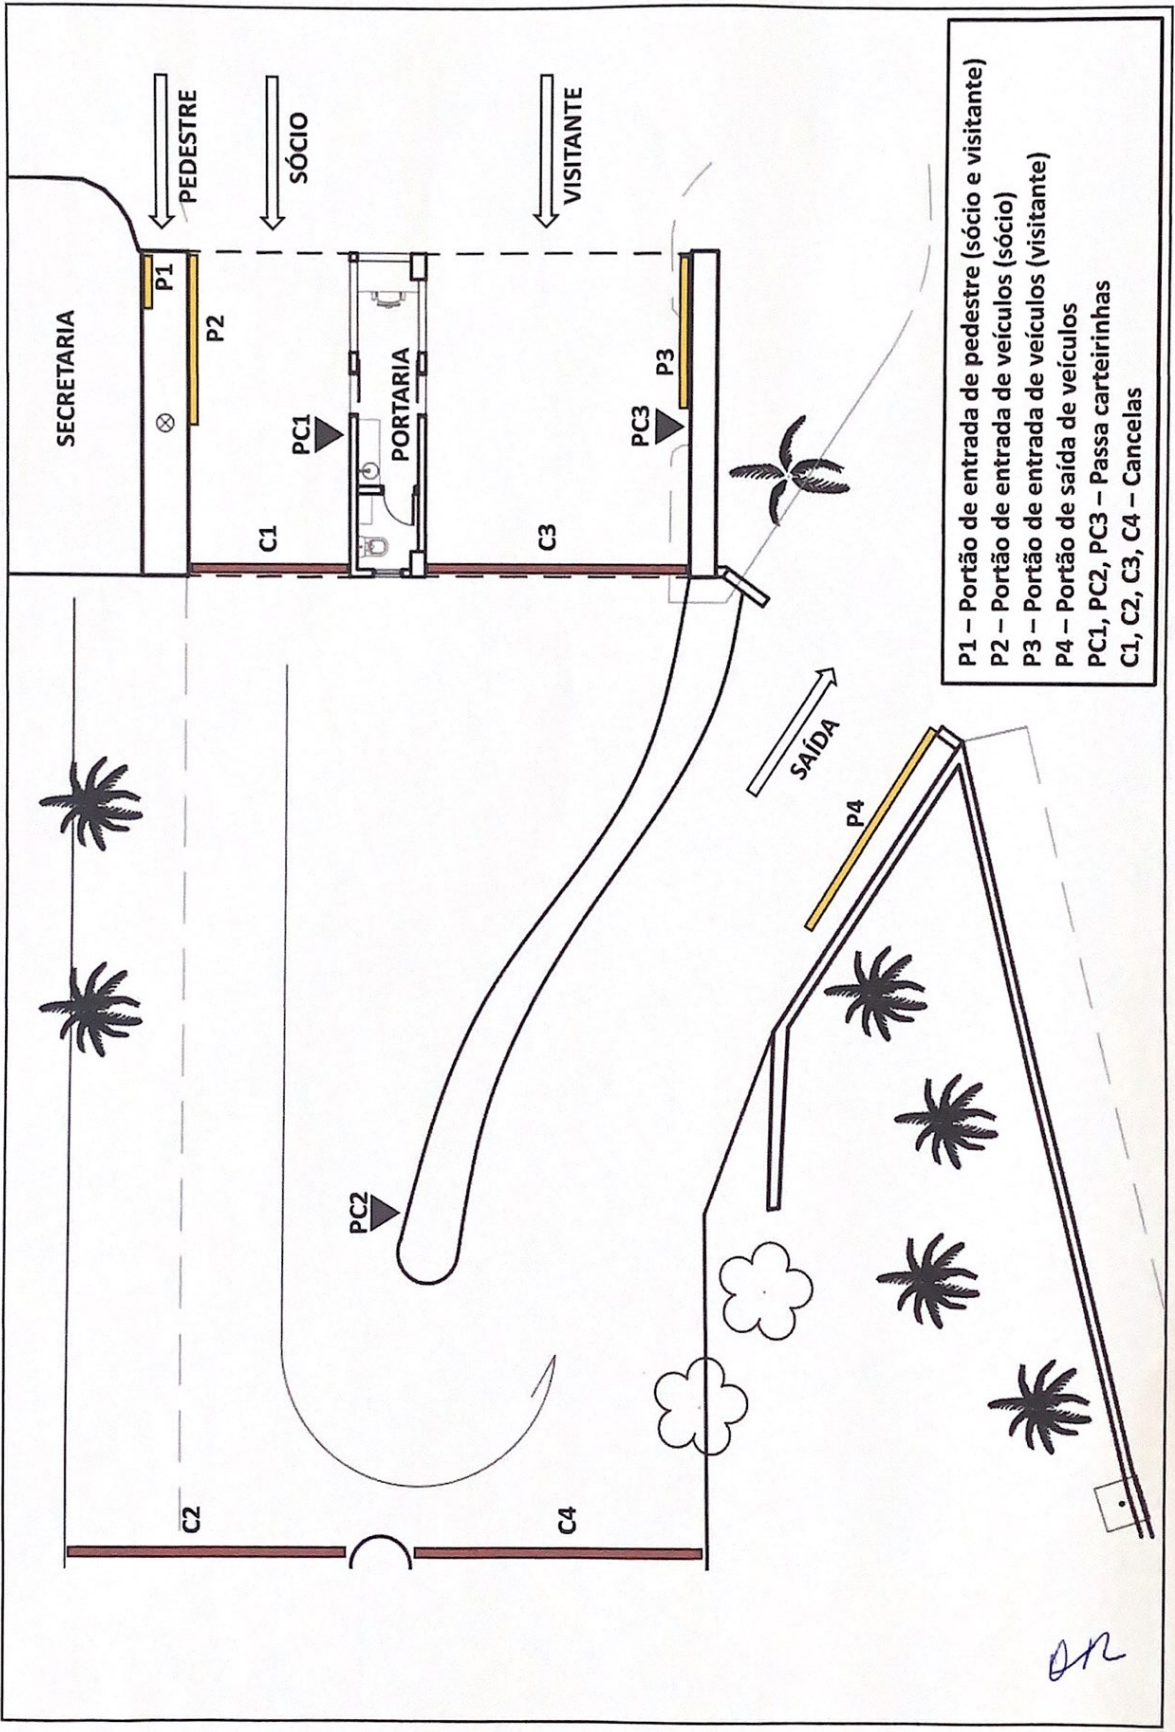 SECRETARIA
PEDESTRE
SÓCIO
VISITANTE
P1
P2
PC1
PORTARIA
P3
PC3
C1
C3
SAÍDA
P4
PC2
C2
C4
P1 – Portão de entrada de pedestre (sócio e visitante)
P2 – Portão de entrada de veículos (sócio)
P3 – Portão de entrada de veículos (visitante)
P4 – Portão de saída de veículos
PC1, PC2, PC3 – Passa carteirinhas
C1, C2, C3, C4 – Cancelas